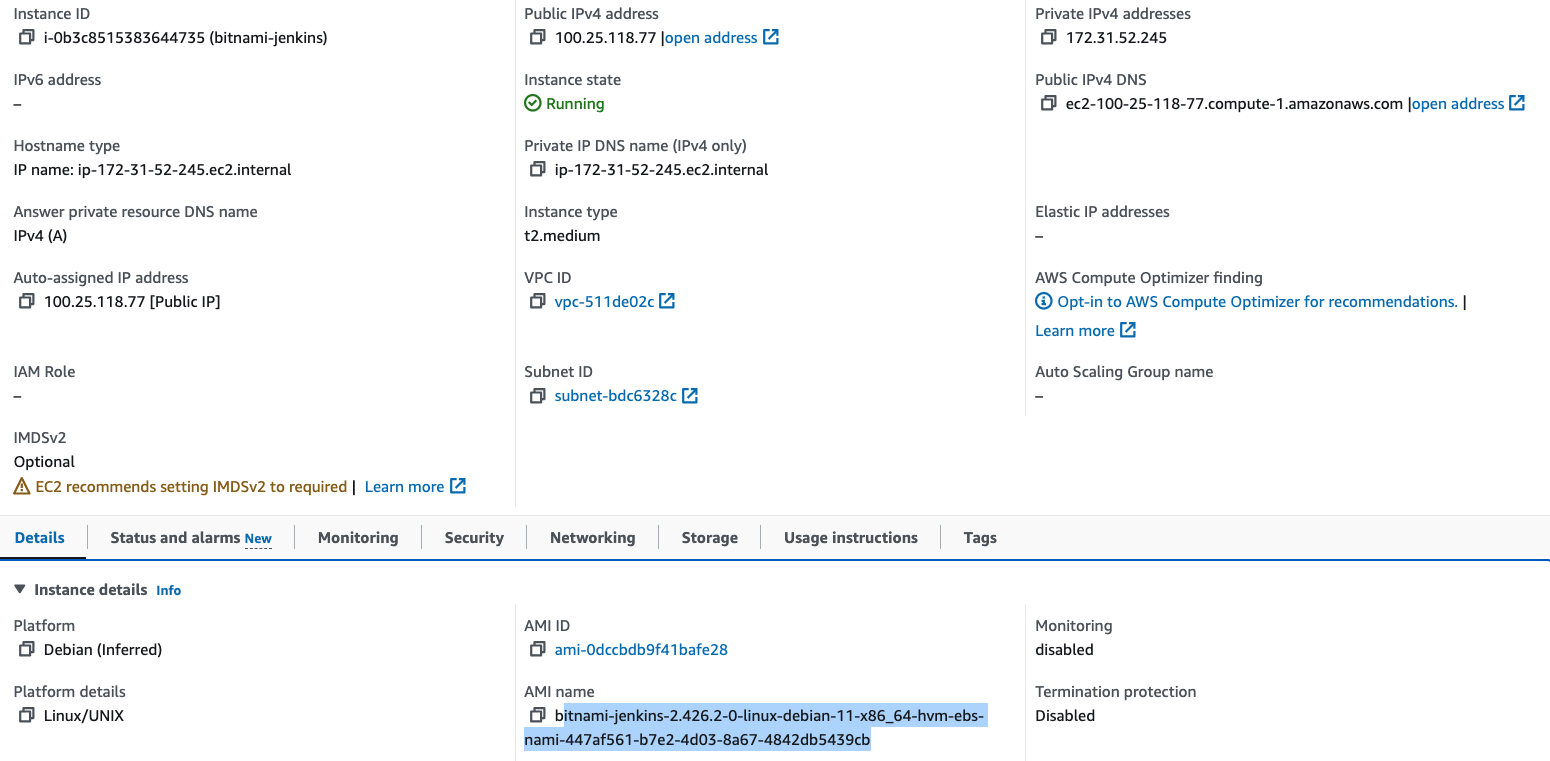 Instance ID
i-0b3c8515383644735 (bitnami-jenkins)
Public IPv4 address
100.25.118.77 |open address
Private IPv4 addresses
172.31.52.245
IPv6 address
–
Instance state
Running
Public IPv4 DNS
ec2-100-25-118-77.compute-1.amazonaws.com |open address
Hostname type
IP name: ip-172-31-52-245.ec2.internal
Private IP DNS name (IPv4 only)
ip-172-31-52-245.ec2.internal
Answer private resource DNS name
IPv4 (A)
Instance type
t2.medium
Elastic IP addresses
–
Auto-assigned IP address
100.25.118.77 [Public IP]
VPC ID
vpc-511de02c
AWS Compute Optimizer finding
Opt-in to AWS Compute Optimizer for recommendations. |
Learn more
IAM Role
–
Subnet ID
subnet-bdc6328c
Auto Scaling Group name
–
IMDSv2
Optional
EC2 recommends setting IMDSv2 to required | Learn more
Details Status and alarms New Monitoring Security Networking Storage Usage instructions Tags
Instance details Info
Platform
Debian (Inferred)
AMI ID
ami-0dccbdb9f41bafe28
Monitoring
disabled
Platform details
Linux/UNIX
AMI name
bitnami-jenkins-2.426.2-0-linux-debian-11-x86_64-hvm-ebs-
nami-447af561-b7e2-4d03-8a67-4842db5439cb
Termination protection
Disabled